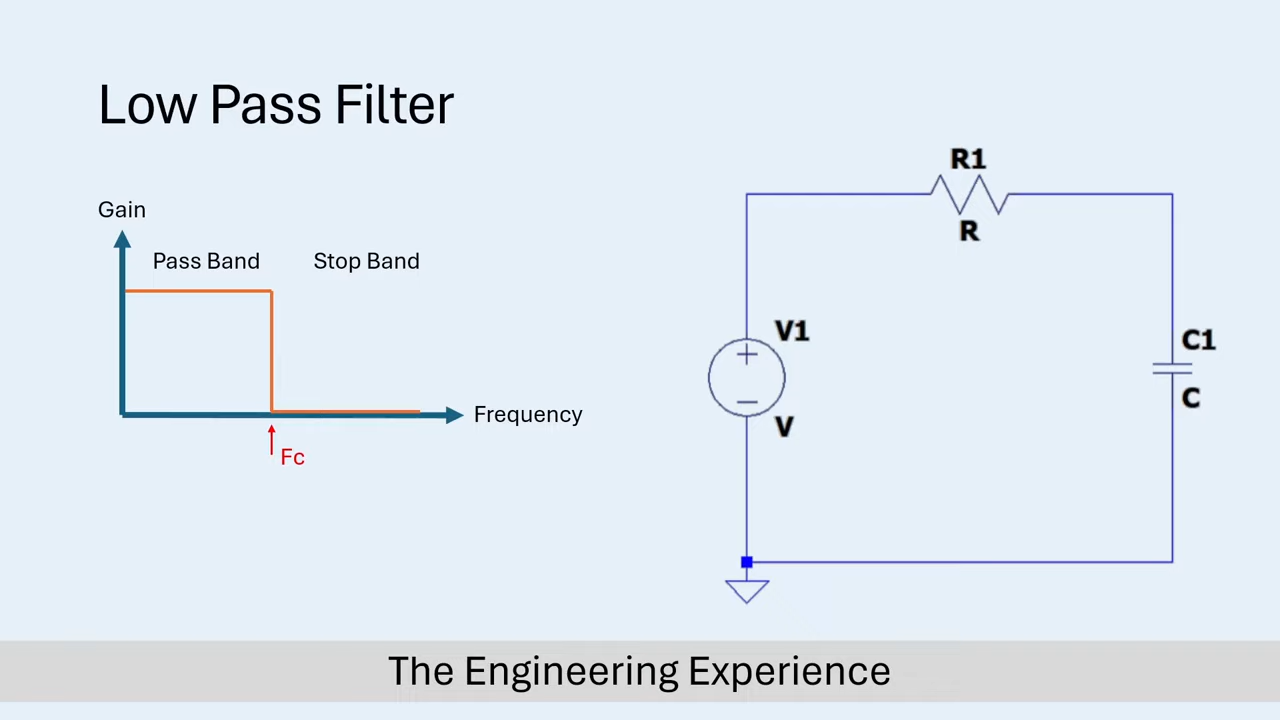 Low Pass Filter
Gain
Pass Band
Stop Band
Frequency
Fc
R1
R
V1
V
C1
C
The Engineering Experience